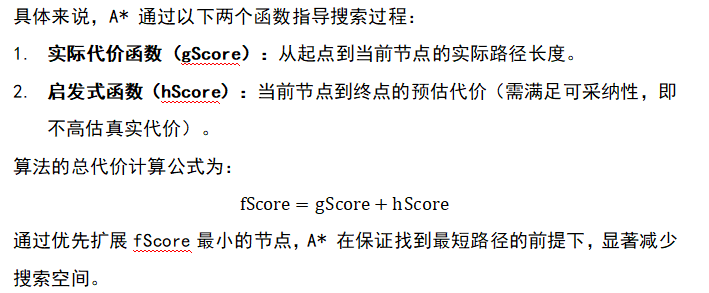 具体来说，A* 通过以下两个函数指导搜索过程：
1. 实际代价函数（gScore）：从起点到当前节点的实际路径长度。
2. 启发式函数（hScore）：当前节点到终点的预估代价（需满足可采纳性，即
不高估真实代价）。
算法的总代价计算公式为：
fScore = gScore + hScore
通过优先扩展 fScore 最小的节点，A* 在保证找到最短路径的前提下，显著减少
搜索空间。